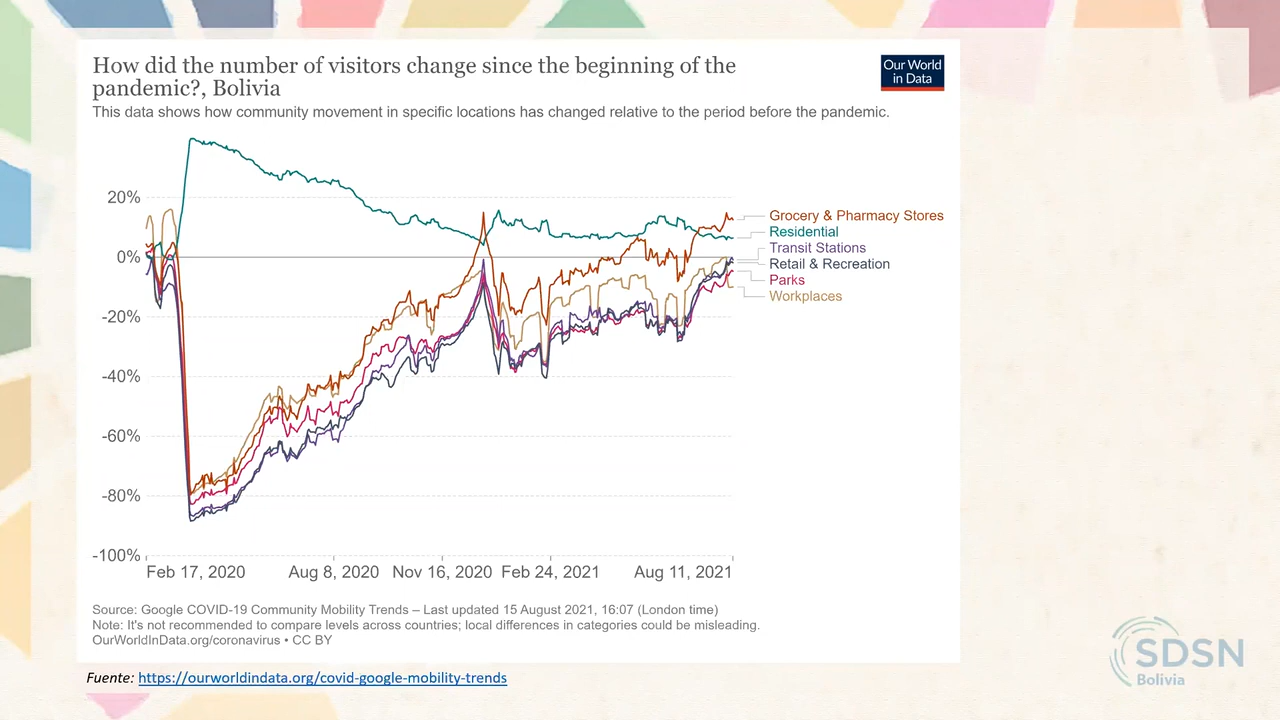 How did the number of visitors change since the beginning of the
pandemic?, Bolivia
Our World
in Data
This data shows how community movement in specific locations has changed relative to the period before the pandemic.
20%
0%
-20%
-40%
-60%
-80%
-100%
Grocery & Pharmacy Stores
Residential
Transit Stations
Retail & Recreation
Parks
Workplaces
Feb 17, 2020
Aug 8, 2020
Nov 16, 2020
Feb 24, 2021
Aug 11, 2021
Source: Google COVID-19 Community Mobility Trends – Last updated 15 August 2021, 16:07 (London time)
Note: It's not recommended to compare levels across countries; local differences in categories could be misleading.
OurWorldInData.org/coronavirus • CC BY
Fuente: https://ourworldindata.org/covid-google-mobility-trends
SDSN
Bolivia